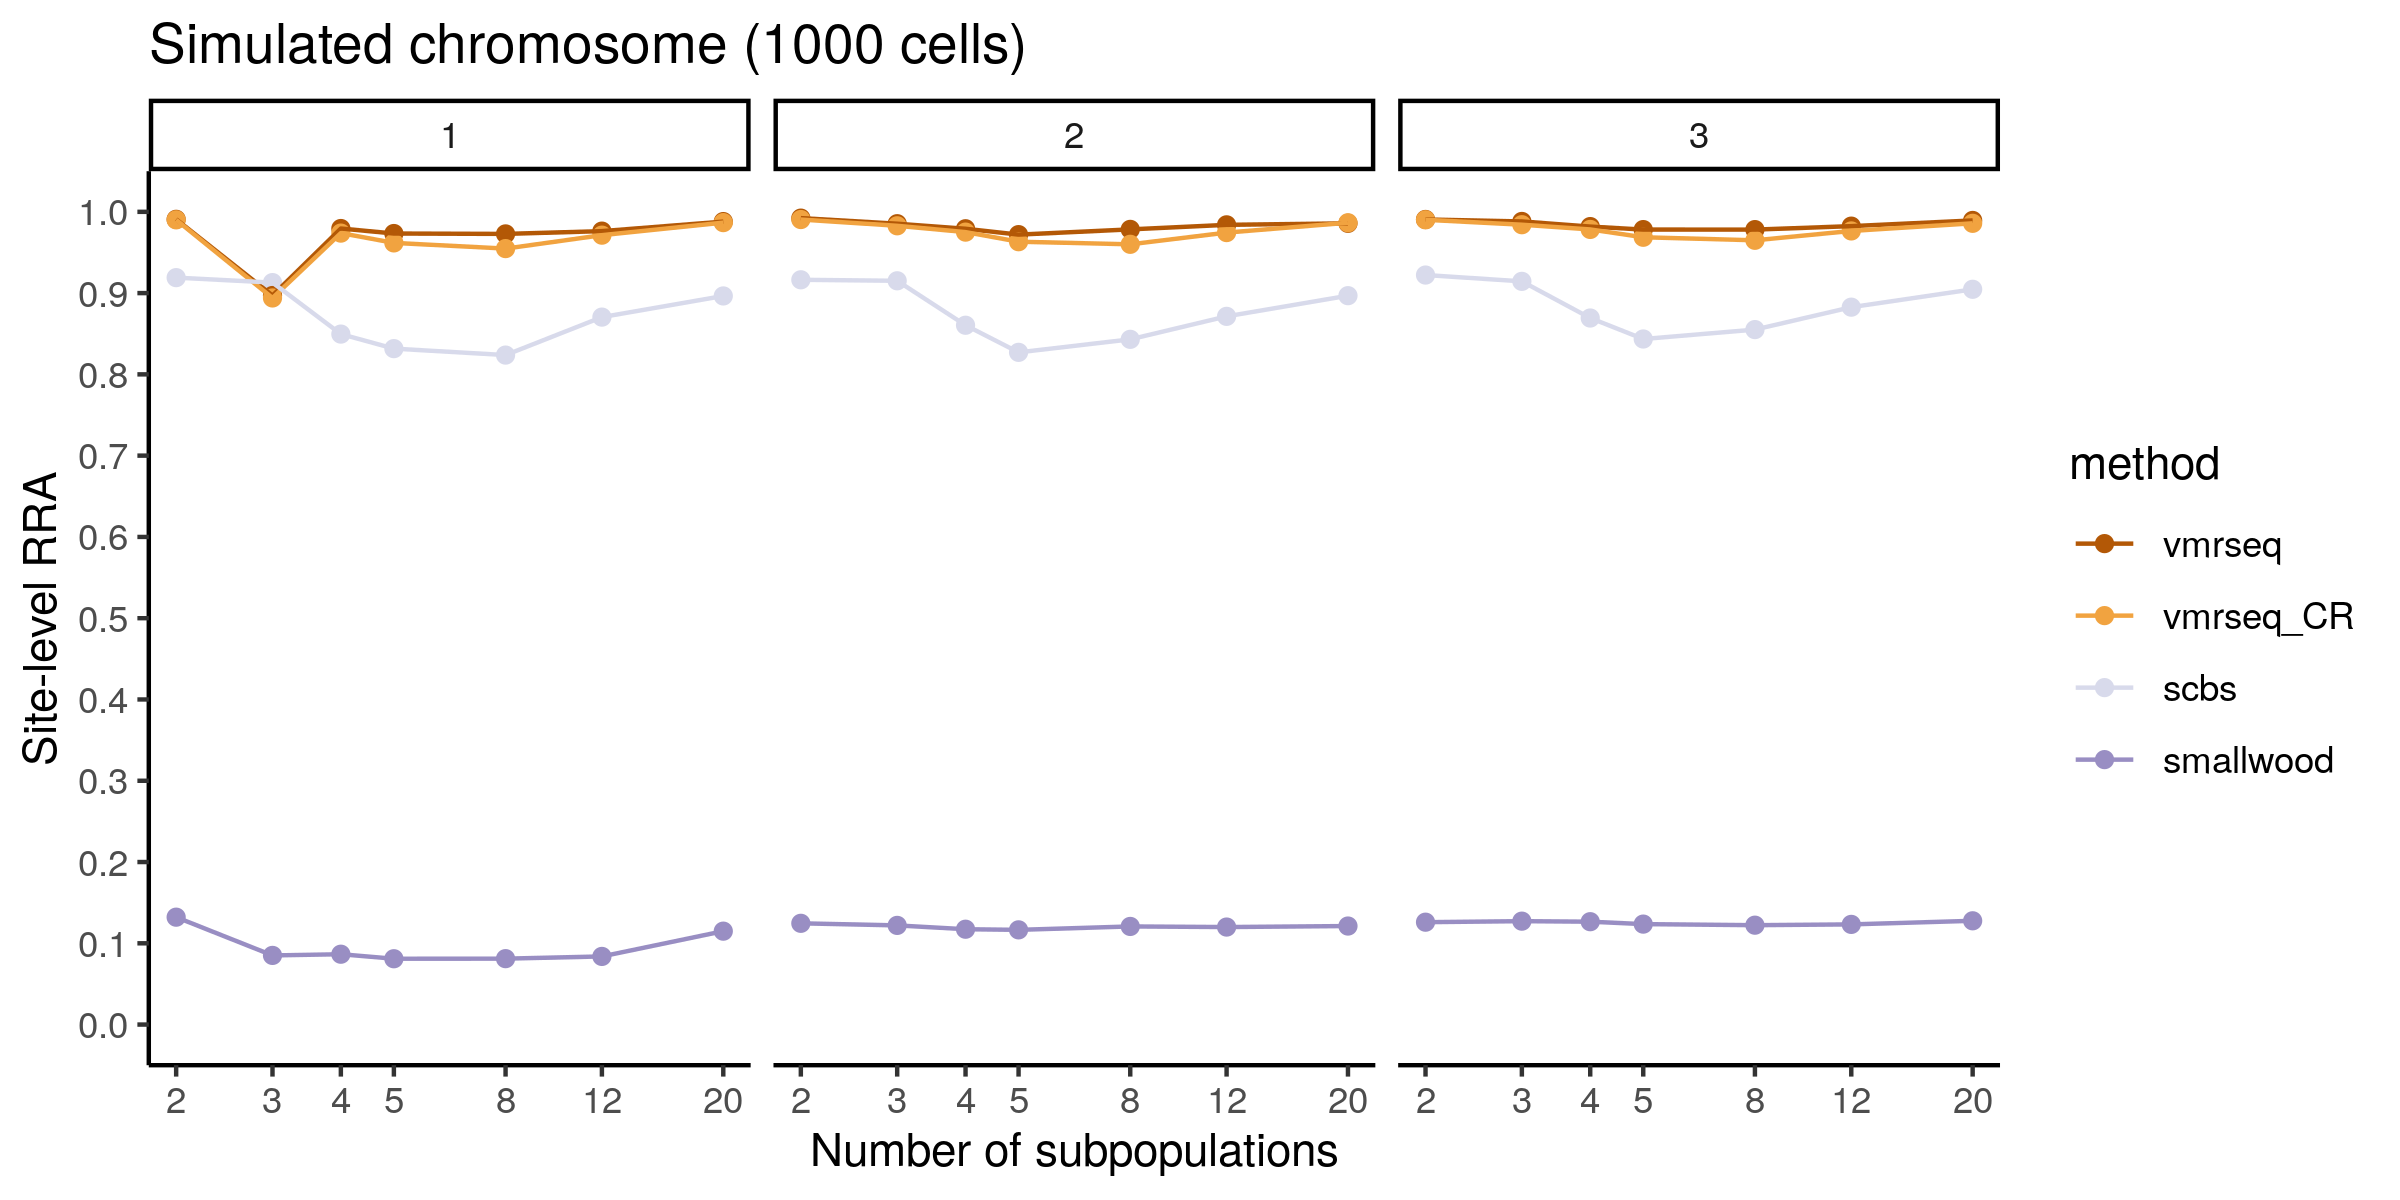 Simulated chromosome (1000 cells)
1 2 3
1.0
0.9
0.8
0.7
0.6
0.5
0.4
0.3
0.2
0.1
0.0
Site-level RRA
2 3 4 5 8 12 20 2 3 4 5 8 12 20 2 3 4 5 8 12 20
Number of subpopulations
method
vmrseq
vmrseq_CR
scbs
smallwood